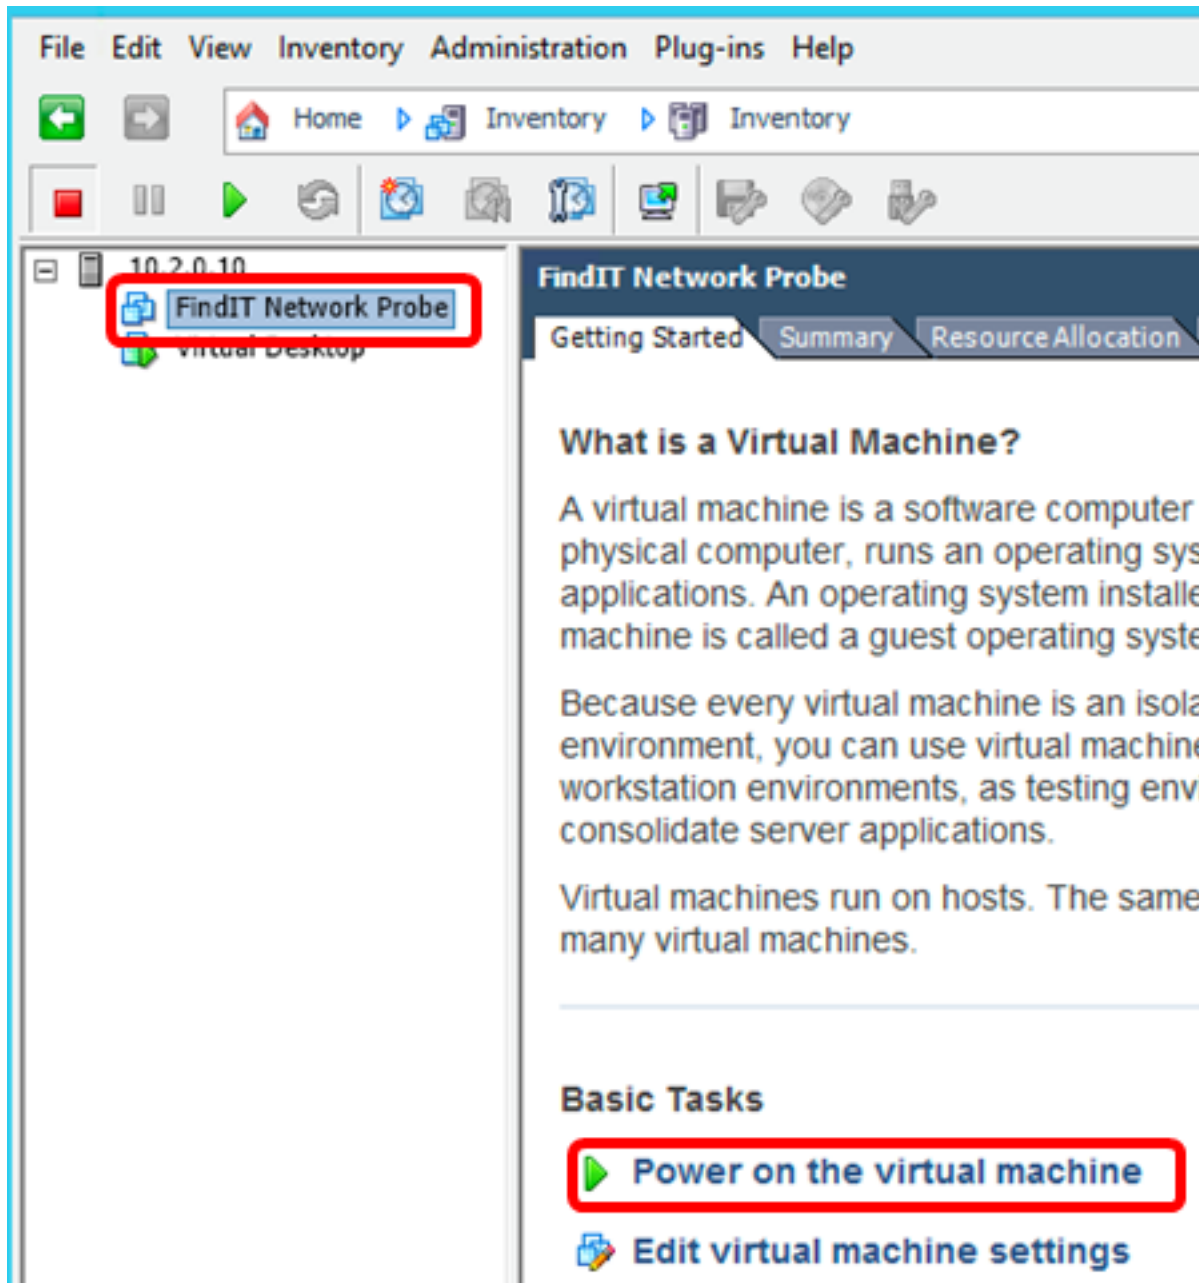 File Edit View Inventory Administration Plug-ins Help
Home Inventory Inventory
10.2.0.10
FindIT Network Probe
Virtual Desktop
FindIT Network Probe
Getting Started Summary Resource Allocation
What is a Virtual Machine?
A virtual machine is a software computer
physical computer, runs an operating sys
applications. An operating system installe
machine is called a guest operating syste
Because every virtual machine is an isola
environment, you can use virtual machine
workstation environments, as testing env
consolidate server applications.
Virtual machines run on hosts. The same
many virtual machines.
Basic Tasks
Power on the virtual machine
Edit virtual machine settings